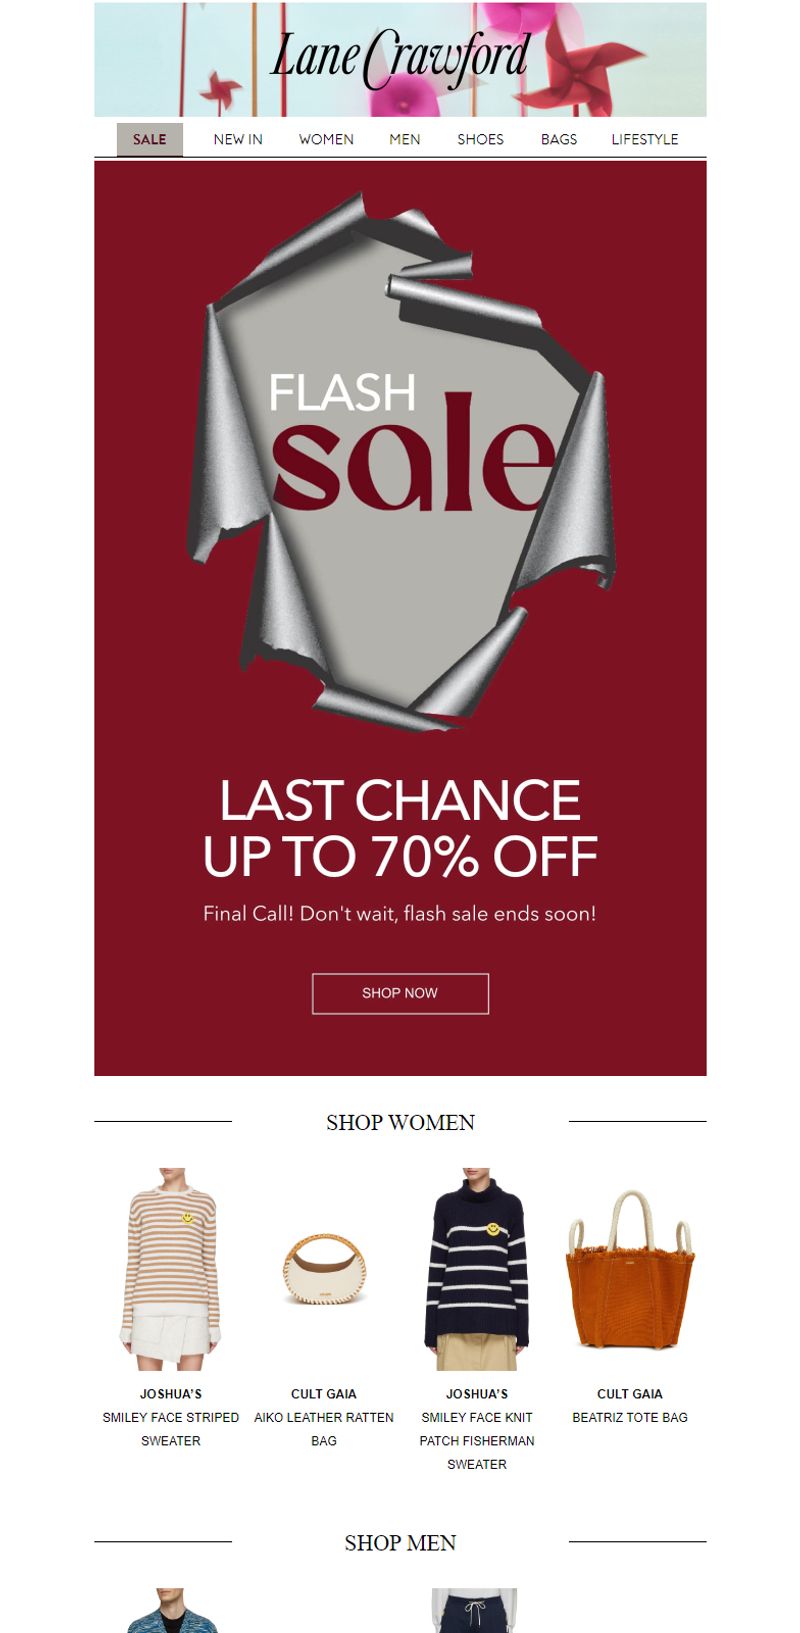 Lane Crawford
SALE NEW IN WOMEN MEN SHOES BAGS LIFESTYLE
FLASH
sale
LAST CHANCE
UP TO 70% OFF
Final Call! Don't wait, flash sale ends soon!
SHOP NOW
SHOP WOMEN
JOSHUA'S
SMILEY FACE STRIPED
SWEATER
CULT GAIA
AIKO LEATHER RATTEN
BAG
JOSHUA'S
SMILEY FACE KNIT
PATCH FISHERMAN
SWEATER
CULT GAIA
BEATRIZ TOTE BAG
SHOP MEN